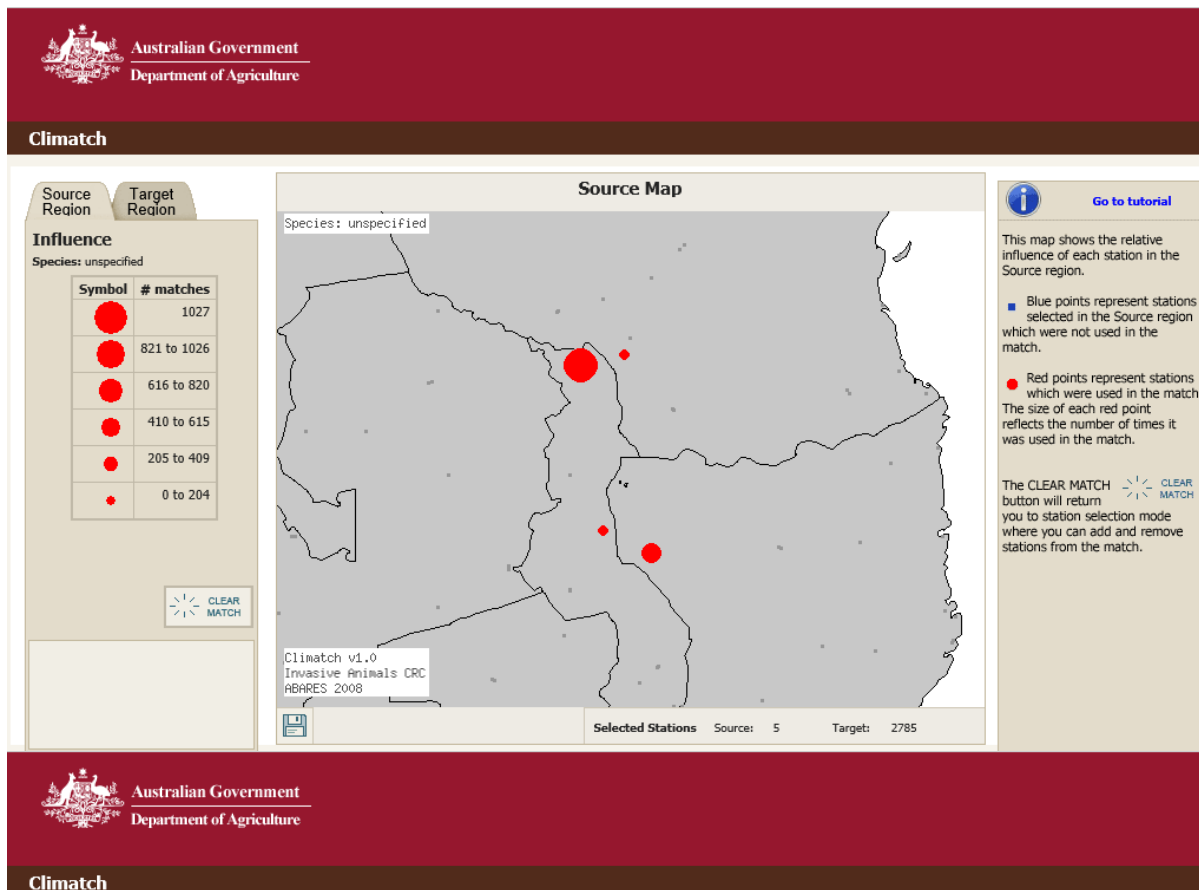 Australian Government
Department of Agriculture
Climatch
Source
Region
Target
Region
Influence
Species: unspecified
Symbol # matches
1027
821 to 1026
616 to 820
410 to 615
205 to 409
0 to 204
CLEAR
MATCH
Source Map
Species: unspecified
Climatch v1.0
Invasive Animals CRC
ABARES 2008
Selected Stations Source: 5 Target: 2785
Go to tutorial
This map shows the relative
influence of each station in the
Source region.
Blue points represent stations
selected in the Source region
which were not used in the
match.
Red points represent stations
which were used in the match
The size of each red point
reflects the number of times it
was used in the match.
The CLEAR MATCH
button will return
CLEAR
MATCH
you to station selection mode
where you can add and remove
stations from the match.
Australian Government
Department of Agriculture
Climatch